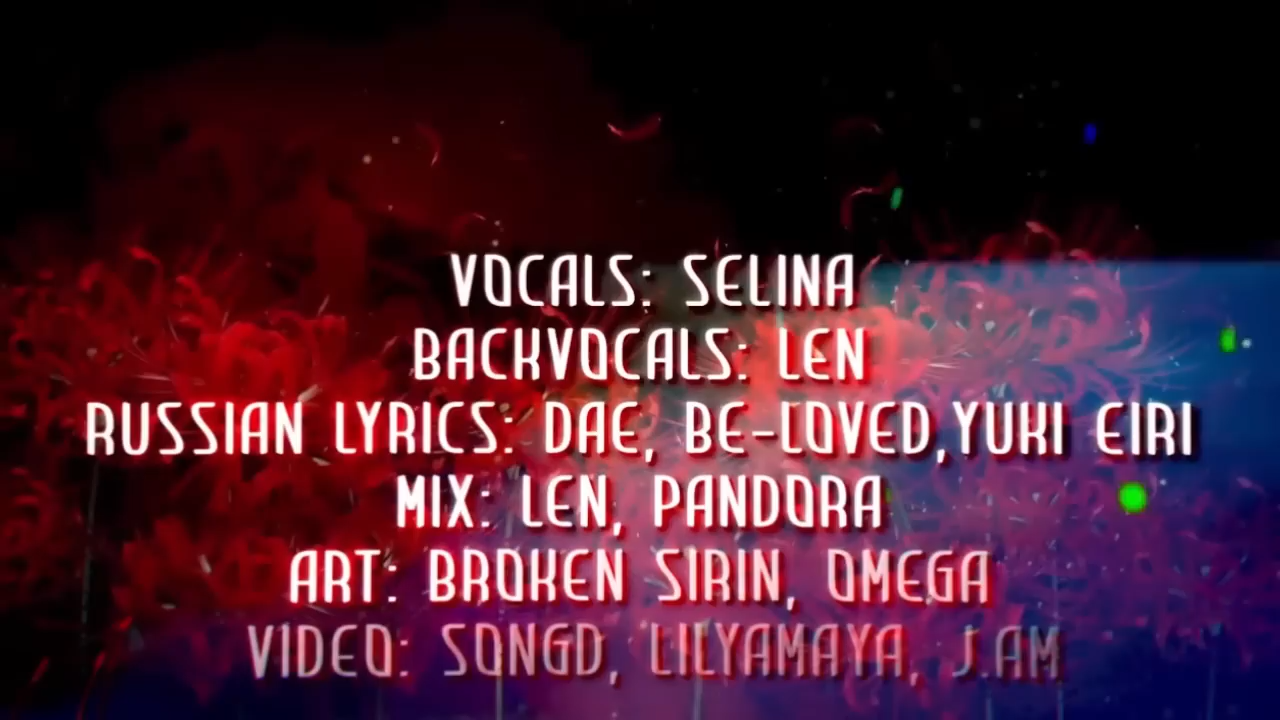 VOCALS: SELINA
BACKVOCALS: LEN
RUSSIAN LYRICS: DAE, BE-LOVED,YUKI EIRI
MIX: LEN, PANDORA
ART: BROKEN SIRIN, OMEGA
VIDEO: SONGD, LILYAMAYA, J.AM